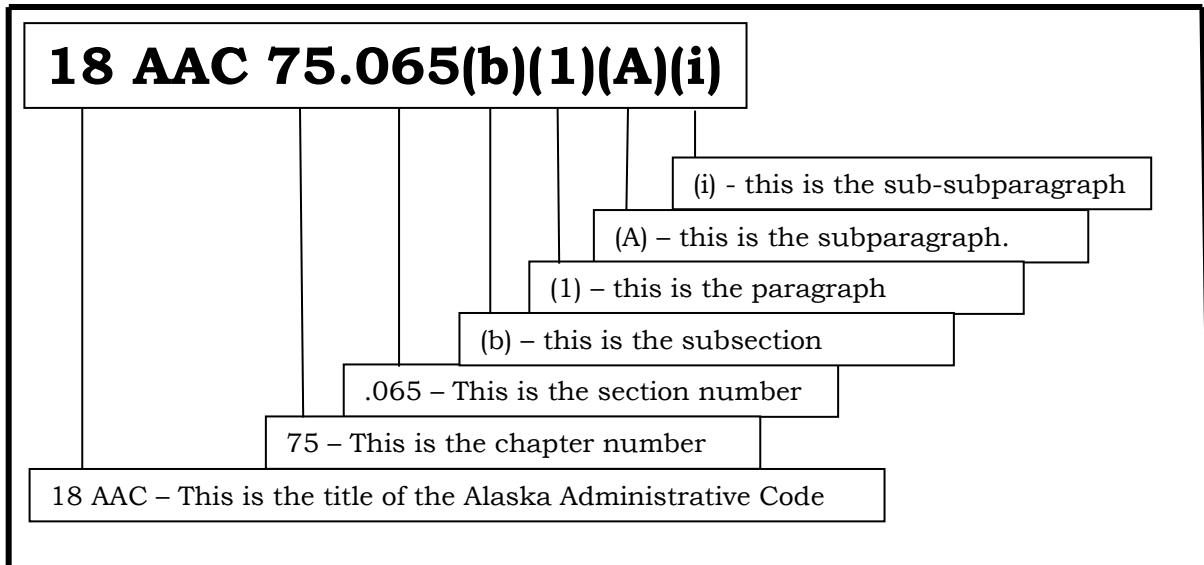 18 AAC 75.065(b)(1)(A)(i)
(i) - this is the sub-subparagraph
(A) – this is the subparagraph.
(1) – this is the paragraph
(b) – this is the subsection
.065 – This is the section number
75 – This is the chapter number
18 AAC – This is the title of the Alaska Administrative Code